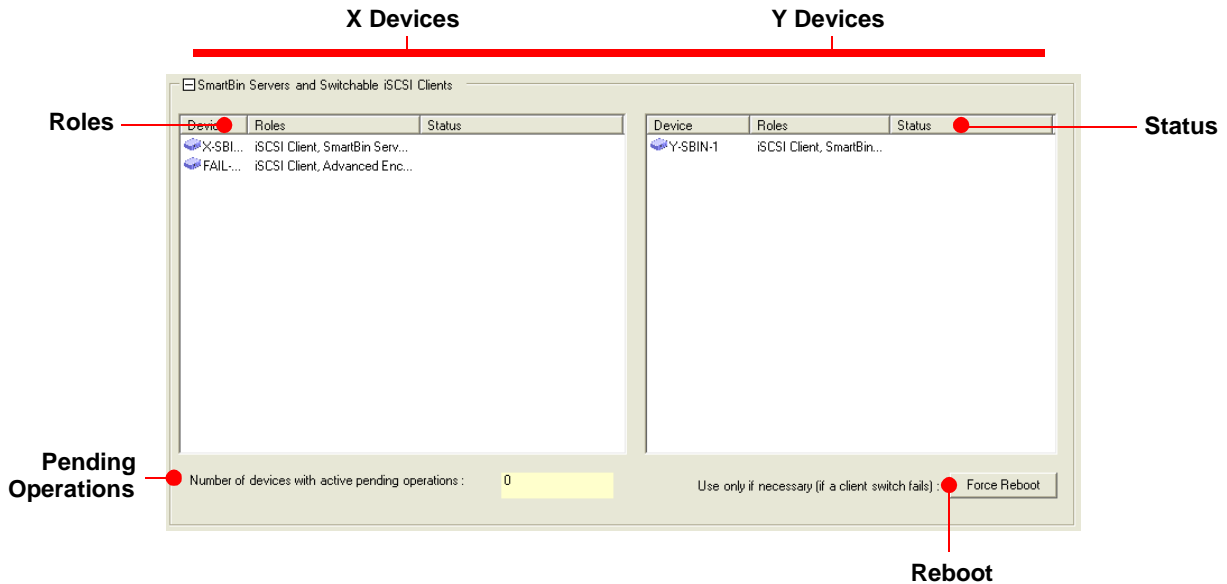 X Devices
Y Devices
SmartBin Servers and Switchable iSCSI Clients
Roles
Roles
Status
Device
Roles
Status
Status
X-SBI...
iSCSI Client, SmartBin Serv...
Y-SBIN-1
iSCSI Client, SmartBin...
FAIL-...
iSCSI Client, Advanced Enc...
Pending
Operations
Number of devices with active pending operations :
0
Use only if necessary (if a client switch fails) :
Force Reboot
Reboot